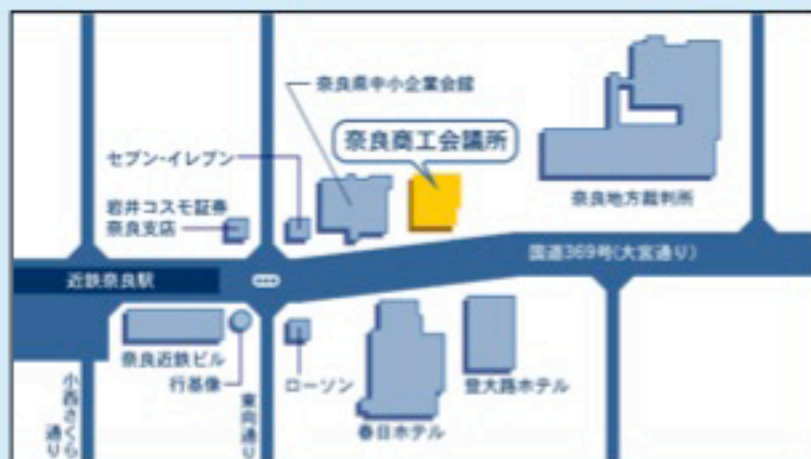 奈良県中小企業会館
奈良商工会議所
セブン-イレブン
岩井コスモ証券
奈良支店
奈良地方裁判所
国道369号(大宮通り)
近鉄奈良駅
奈良近鉄ビル
行基像
ローソン
登大路ホテル
春日ホテル
小西さくら
通り
東向通り